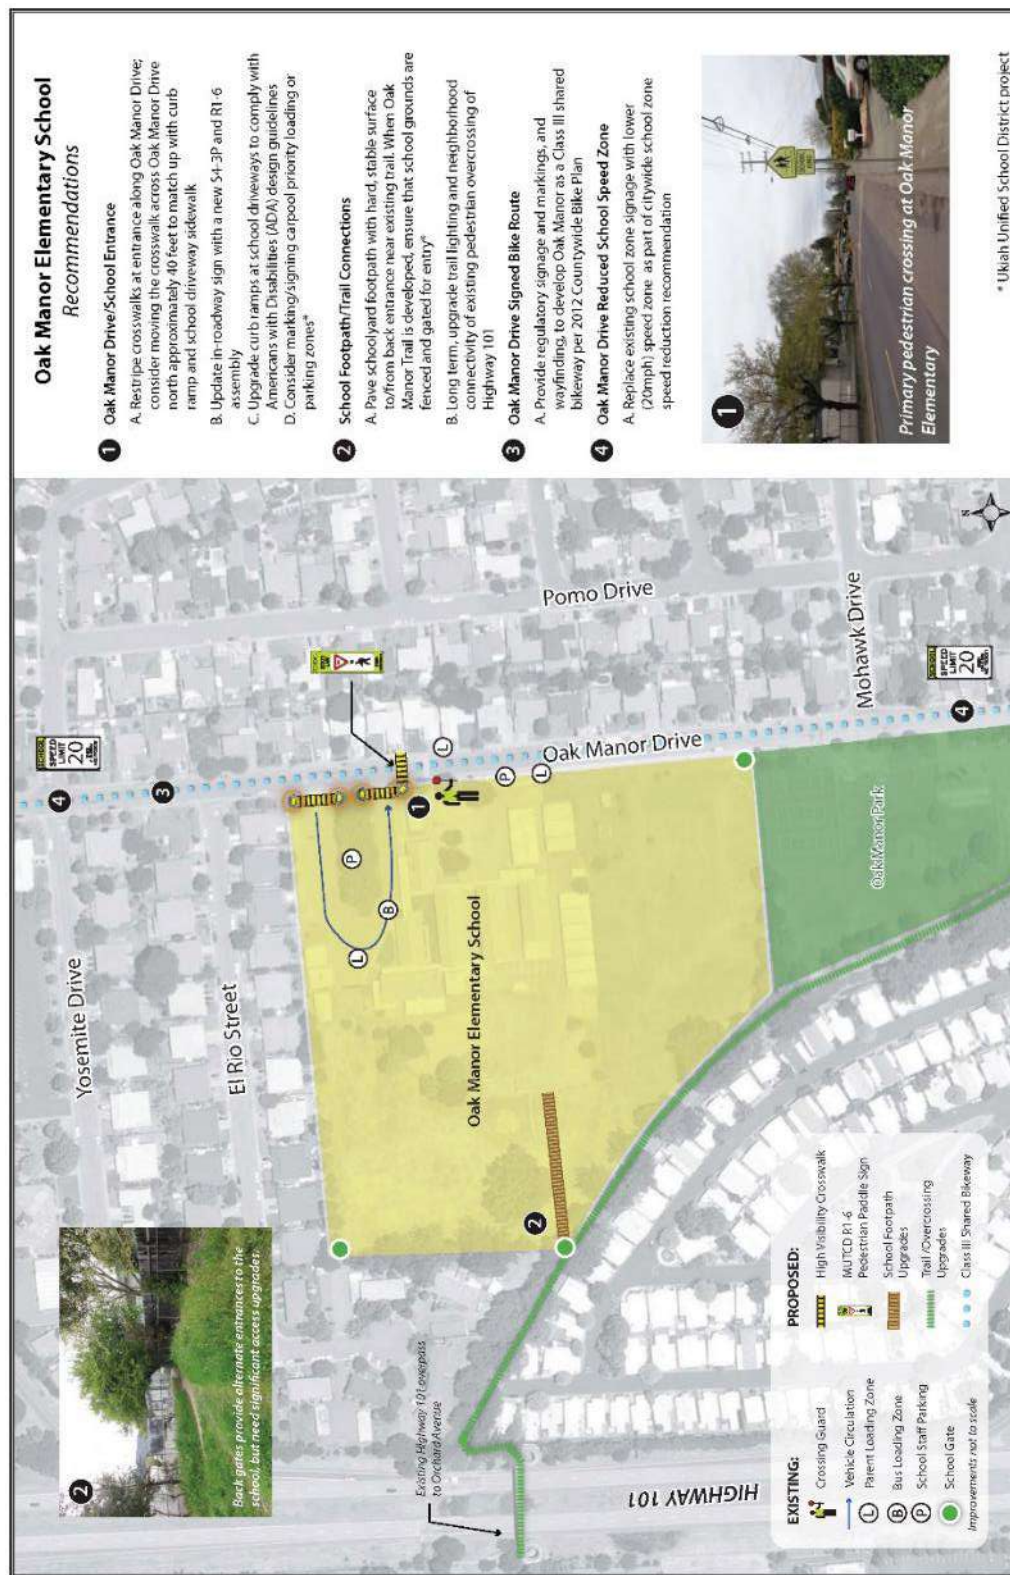 Oak Manor Elementary School
Recommendations
1 Oak Manor Drive/School Entrance
A. Restripe crosswalks at entrance along Oak Manor Drive;
consider moving the crosswalk across Oak Manor Drive
north approximately 40 feet to match up with curb
ramp and school driveway sidewalk
B. Update in-roadway sign with a new S4-3P and R1-6
assembly
C. Upgrade curb ramps at school driveways to comply with
Americans with Disabilities (ADA) design guidelines
D. Consider marking/signing carpool priority loading or
parking zones*
2 School Footpath/Trail Connections
A. Pave schoolyard footpath with hard, stable surface
to/from back entrance near existing trail. When Oak
Manor Trail is developed, ensure that school grounds are
fenced and gated for entry*
B. Long term, upgrade trail lighting and neighborhood
connectivity of existing pedestrian overcrossing of
Highway 101
3 Oak Manor Drive Signed Bike Route
A. Provide regulatory signage and markings, and
wayfinding, to develop Oak Manor as a Class III shared
bikeway per 2012 Countywide Bike Plan
4 Oak Manor Drive Reduced School Speed Zone
A. Replace existing school zone signage with lower
(20mph) speed zone as part of citywide school zone
speed reduction recommendation
1
Primary pedestrian crossing at Oak Manor
Elementary
* Ukiah Unified School District project
2
Back gates provide alternate entrances to the
school, but need significant access upgrades.
Yosemite Drive
El Rio Street
4
SCHOOL
SPEED
LIMIT
20
3
Existing Highway 101 overpass
to Orchard Avenue
L
P
B
1
L
P
L
Oak Manor Elementary School
2
Oak Manor Drive
Pomo Drive
Mohawk Drive
Oak Manor Park
4
SCHOOL
SPEED
LIMIT
20
N
HIGHWAY 101
EXISTING:
Crossing Guard
Vehicle Circulation
L Parent Loading Zone
B Bus Loading Zone
P School Staff Parking
School Gate
Improvements not to scale
PROPOSED:
High Visibility Crosswalk
MUTCD R1-6
Pedestrian Paddle Sign
School Footpath
Upgrades
Trail /Overcrossing
Upgrades
Class III Shared Bikeway